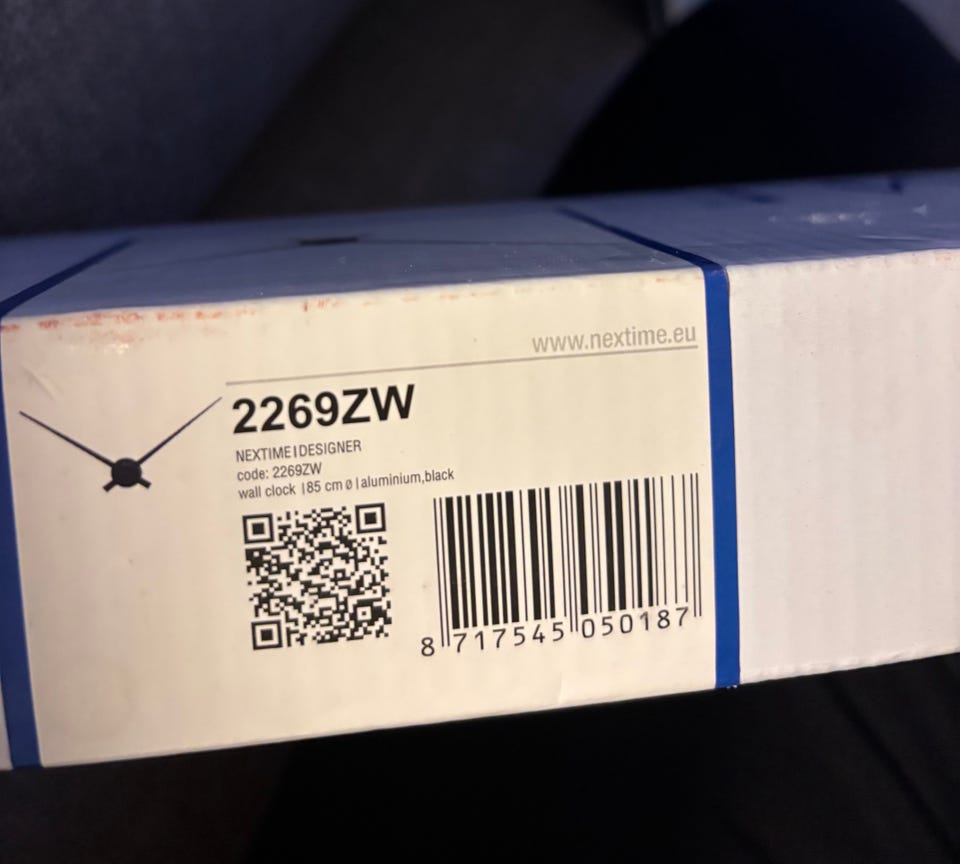 www.nextime.eu
2269ZW
NEXTIME|DESIGNER
code: 2269ZW
wall clock |85 cm ø|aluminium,black
8 717545 050187